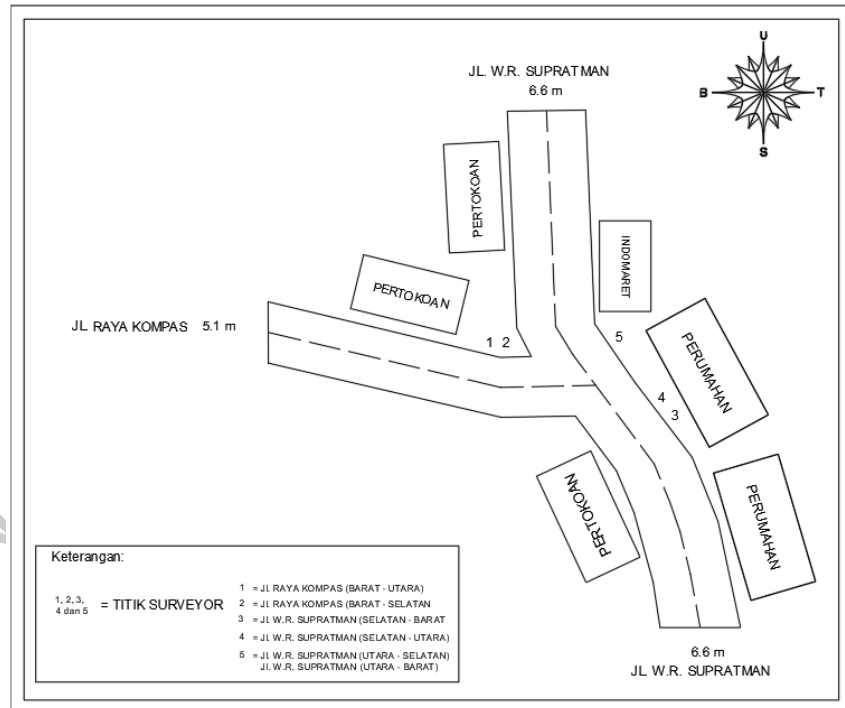 U
B
T
S
JL. W.R. SUPRATMAN
6.6 m
PERTOKOAN
INDOMARET
PERTOKOAN
JL RAYA KOMPAS 5.1 m
1 2
5
PERUMAHAN
4
3
PERTOKOAN
PERUMAHAN
Keterangan:
1, 2, 3,
4 dan 5
= TITIK SURVEYOR
1 = Jl. RAYA KOMPAS (BARAT - UTARA)
2 = Jl. RAYA KOMPAS (BARAT - SELATAN
3 = Jl. W.R. SUPRATMAN (SELATAN - BARAT
4 = Jl. W.R. SUPRATMAN (SELATAN - UTARA)
5 = Jl. W.R. SUPRATMAN (UTARA - SELATAN)
Jl. W.R. SUPRATMAN (UTARA - BARAT)
6.6 m
JL W.R. SUPRATMAN